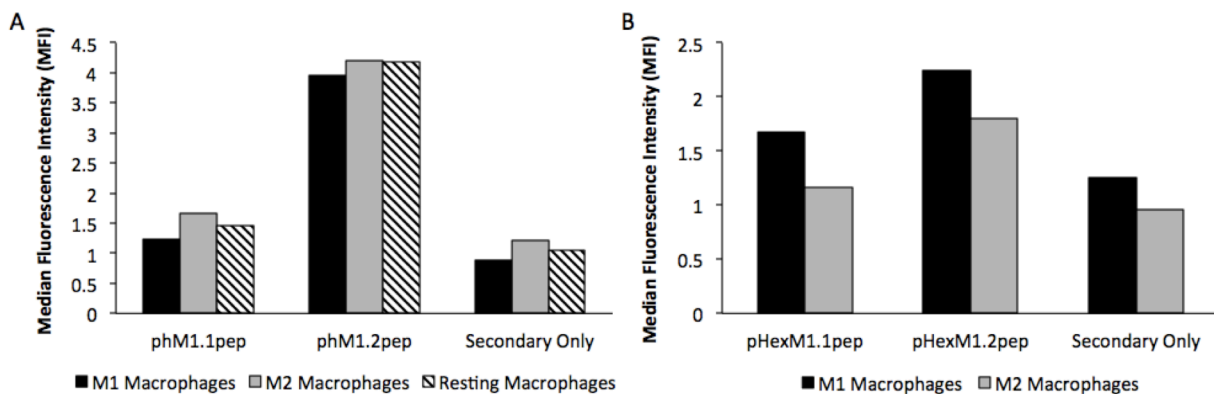 A
Median Fluorescence Intensity (MFI)
4.5
4
3.5
3
2.5
2
1.5
1
0.5
0
phM1.1pep phM1.2pep Secondary Only
M1 Macrophages M2 Macrophages Resting Macrophages
B
Median Fluorescence Intensity (MFI)
2.5
2
1.5
1
0.5
0
pHexM1.1pep pHexM1.2pep Secondary Only
M1 Macrophages M2 Macrophages